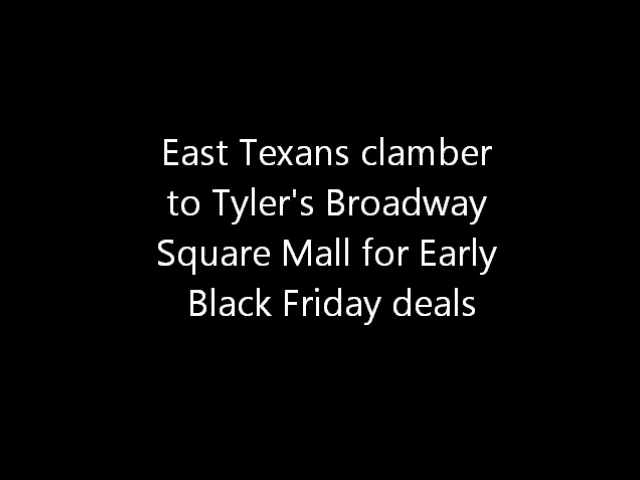 East Texans clamber
to Tyler's Broadway
Square Mall for Early
Black Friday deals